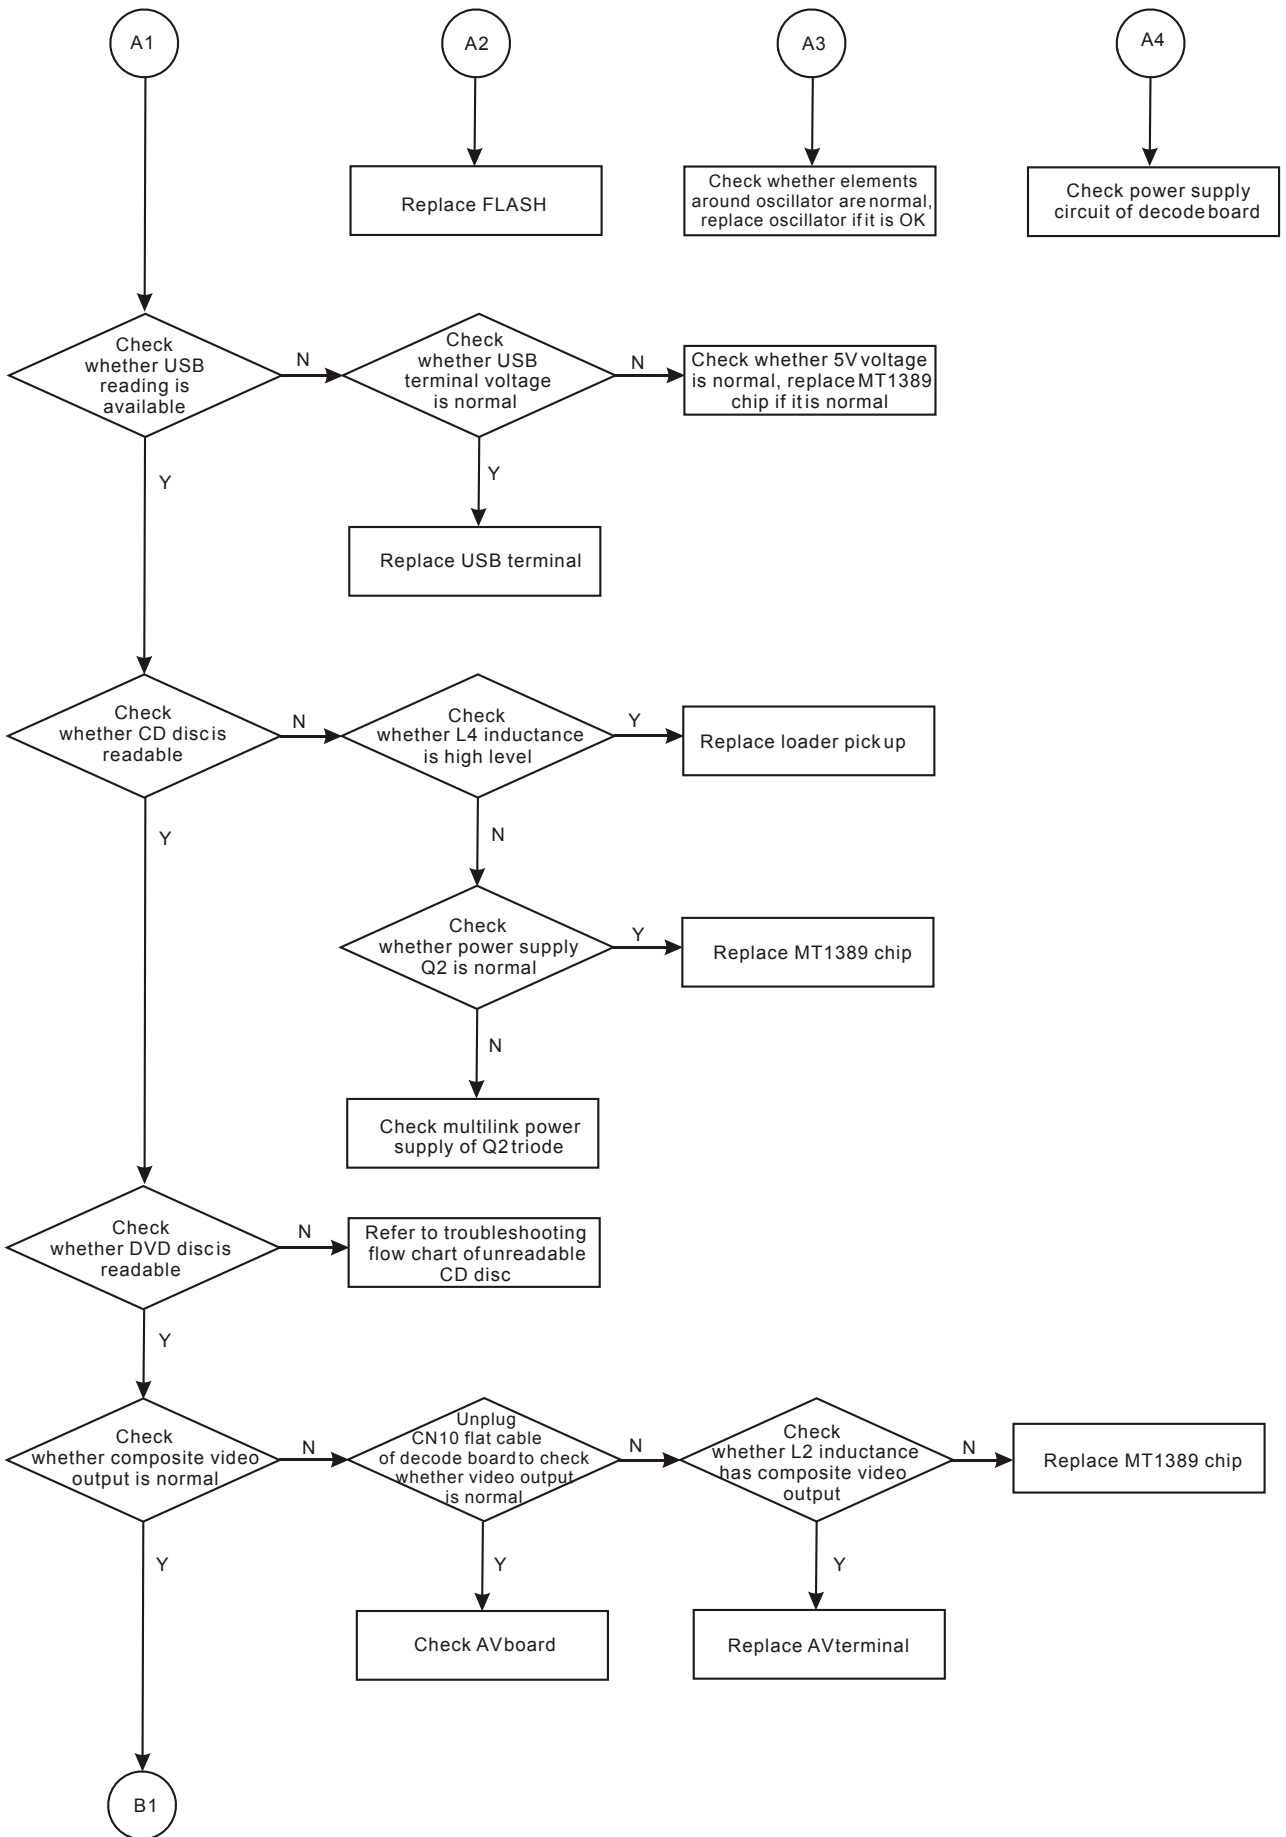 A1
A2
A3
A4
Replace FLASH
Check whether elements
around oscillator are normal,
replace oscillator if it is OK
Check power supply
circuit of decode board
Check
whether USB
reading is
available
N
Check
whether USB
terminal voltage
is normal
N
Check whether 5V voltage
is normal, replace MT1389
chip if it is normal
Y
Y
Replace USB terminal
Check
whether CD disc is
readable
N
Check
whether L4 inductance
is high level
Y
Replace loader pick up
Y
N
Check
whether power supply
Q2 is normal
Y
Replace MT1389 chip
N
Check multilink power
supply of Q2 triode
Check
whether DVD disc is
readable
N
Refer to troubleshooting
flow chart of unreadable
CD disc
Y
Check
whether composite video
output is normal
N
Unplug
CN10 flat cable
of decode board to check
whether video output
is normal
N
Check
whether L2 inductance
has composite video
output
N
Replace MT1389 chip
Y
Y
Y
Check AV board
Replace AV terminal
B1